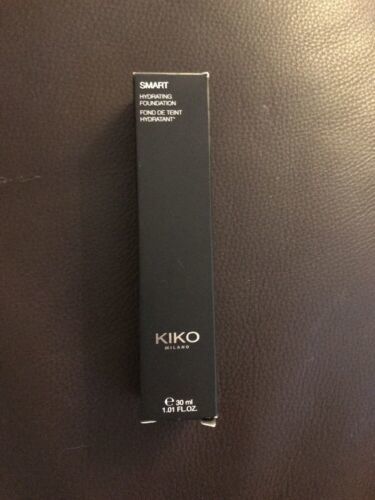 SMART
HYDRATING
FOUNDATION
FOND DE TEINT
HYDRATANT*
KIKO
MILANO
℮ 30 ml
1.01 FL.OZ.